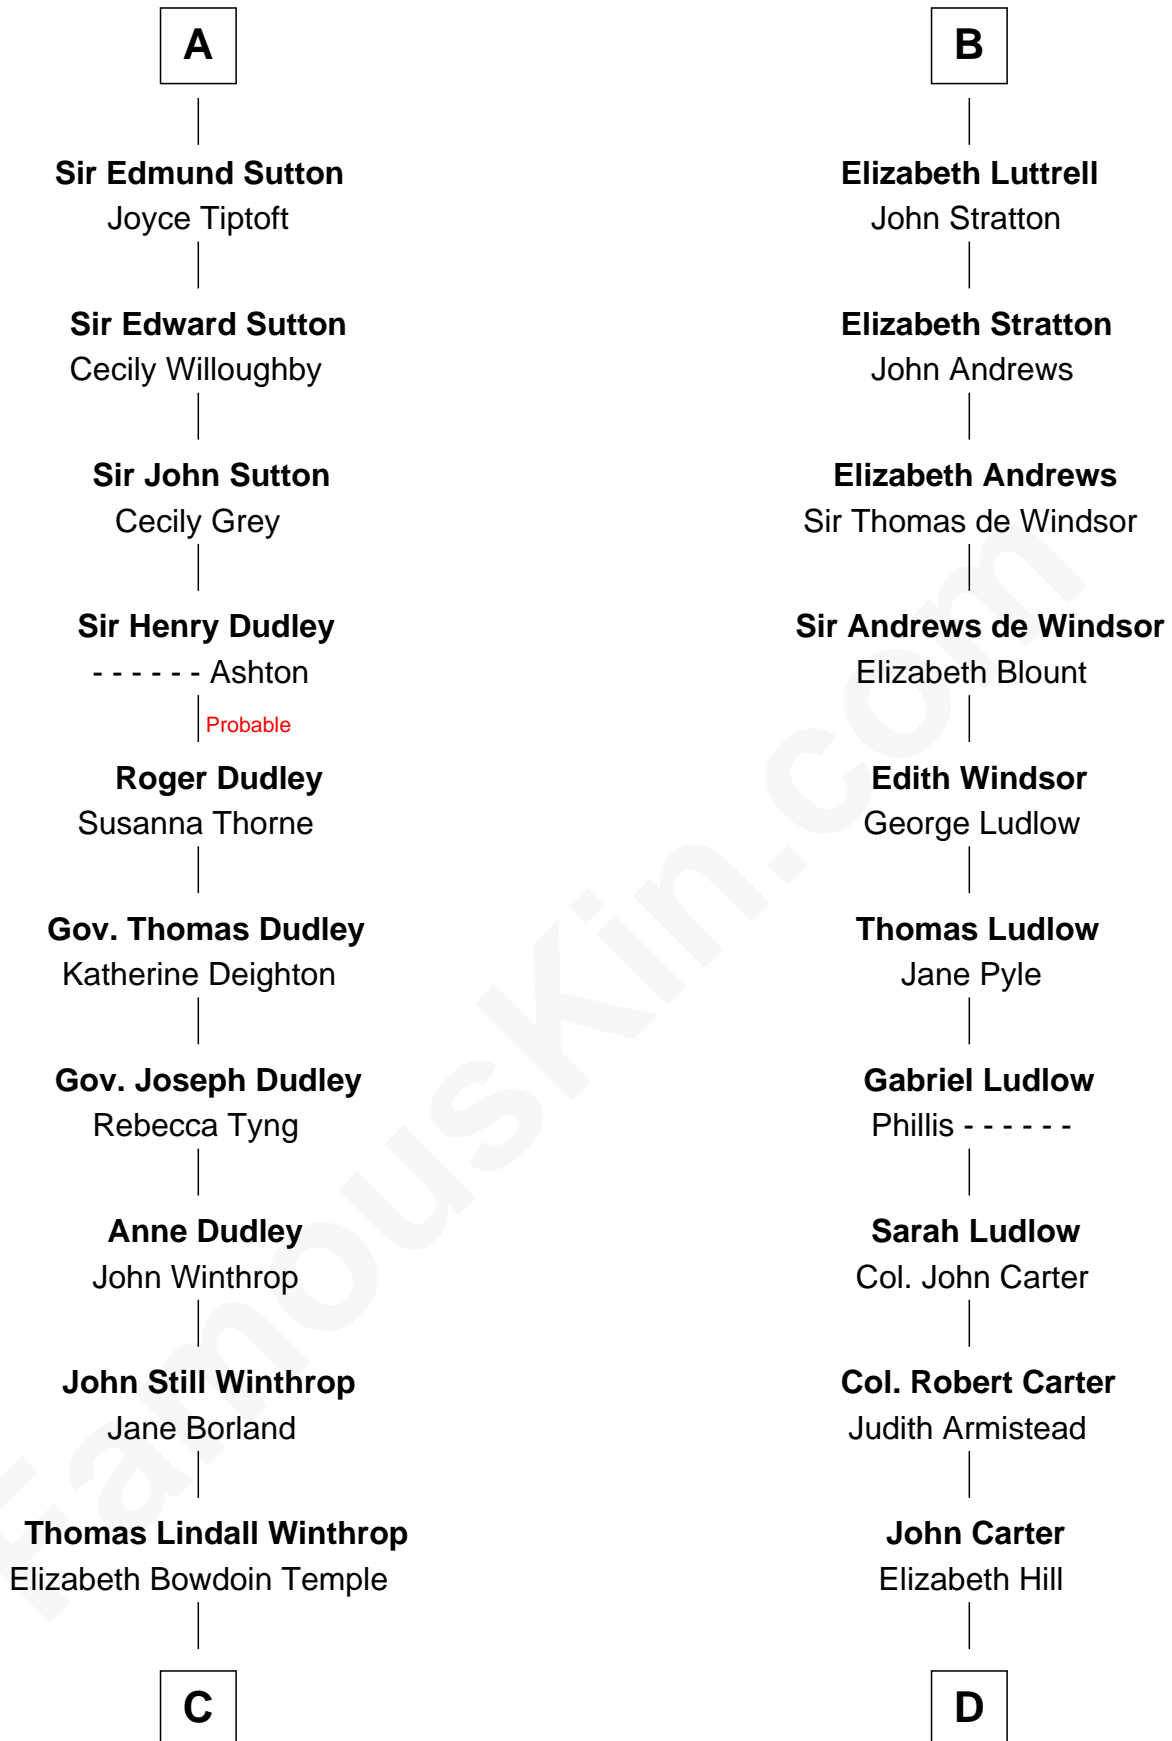 A
Sir Edmund Sutton
Joyce Tiptoft
Sir Edward Sutton
Cecily Willoughby
Sir John Sutton
Cecily Grey
Sir Henry Dudley
- - - - - - Ashton
Probable
Roger Dudley
Susanna Thorne
Gov. Thomas Dudley
Katherine Deighton
Gov. Joseph Dudley
Rebecca Tyng
Anne Dudley
John Winthrop
John Still Winthrop
Jane Borland
Thomas Lindall Winthrop
Elizabeth Bowdoin Temple
C
B
Elizabeth Luttrell
John Stratton
Elizabeth Stratton
John Andrews
Elizabeth Andrews
Sir Thomas de Windsor
Sir Andrews de Windsor
Elizabeth Blount
Edith Windsor
George Ludlow
Thomas Ludlow
Jane Pyle
Gabriel Ludlow
Phillis - - - - - -
Sarah Ludlow
Col. John Carter
Col. Robert Carter
Judith Armistead
John Carter
Elizabeth Hill
D
FamousKin.com